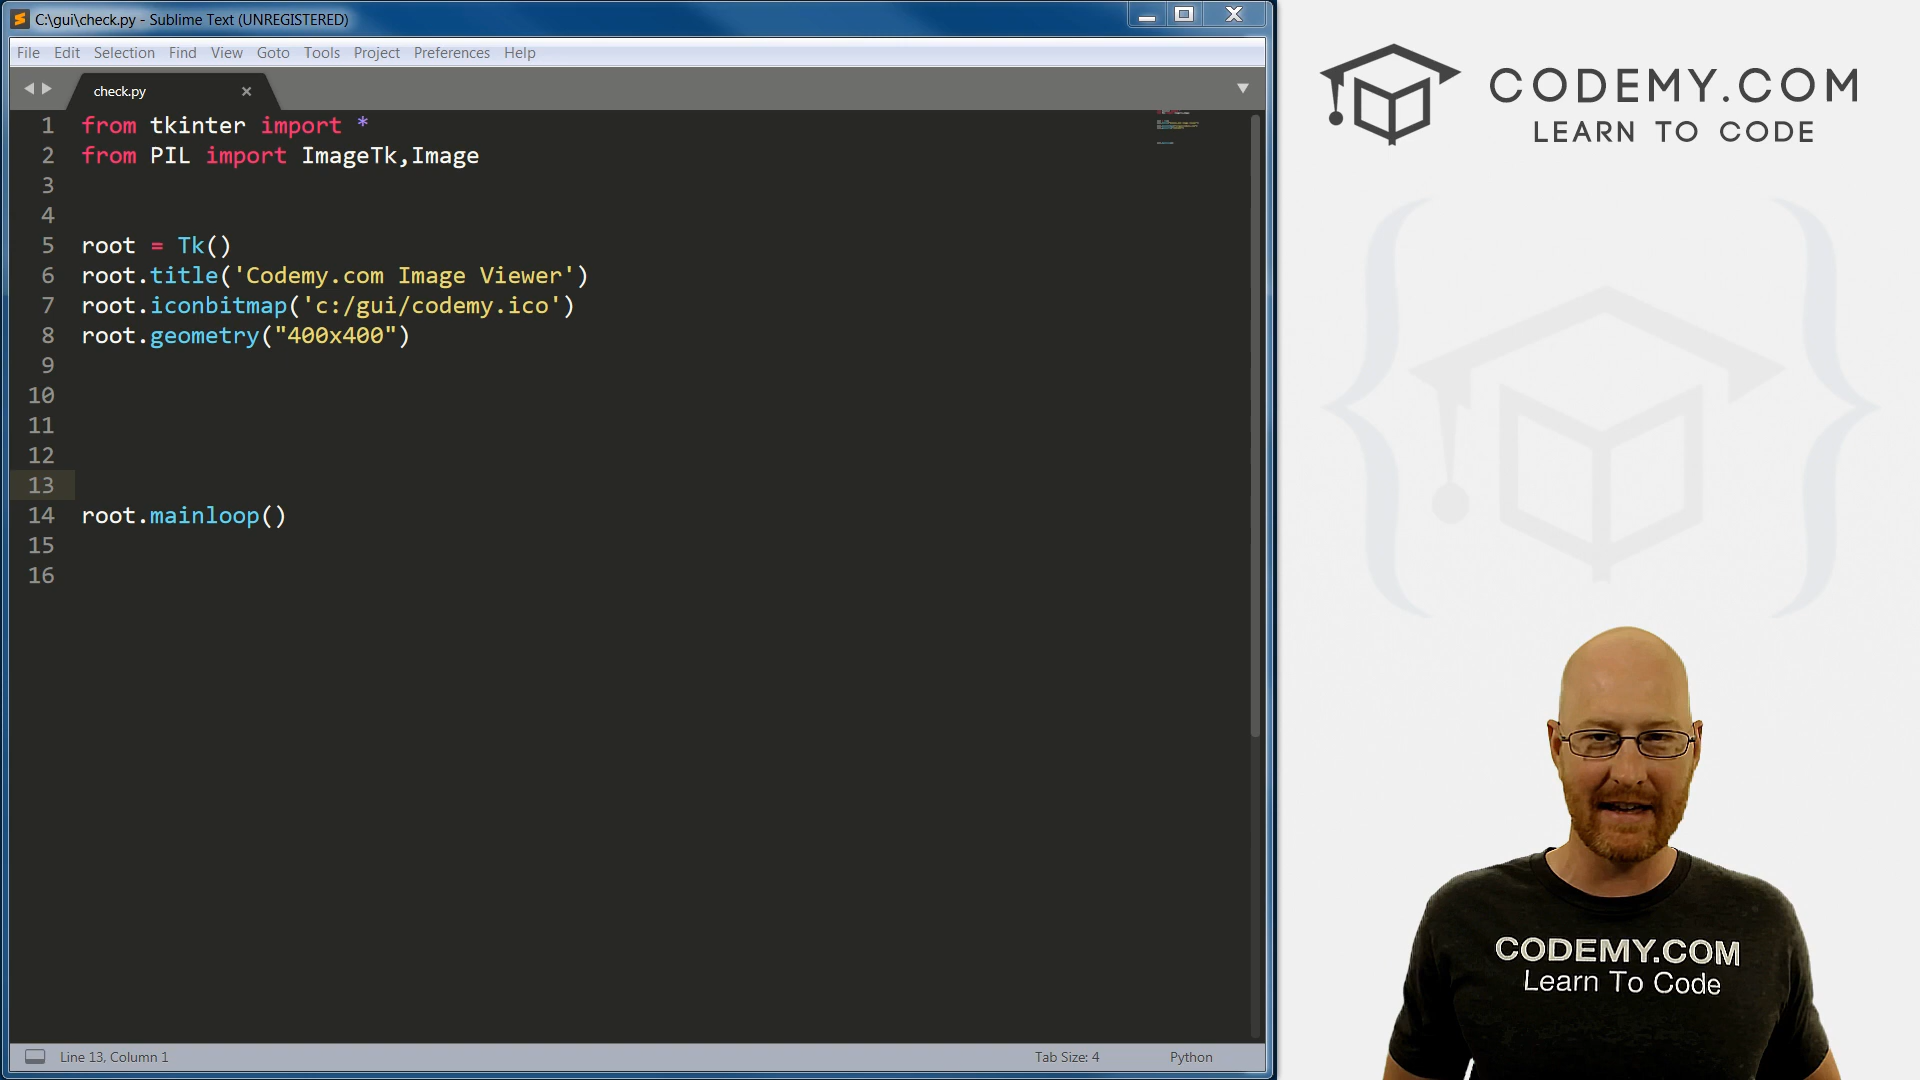 C:\gui\check.py - Sublime Text (UNREGISTERED)
File Edit Selection Find View Goto Tools Project Preferences Help
check.py
1 from tkinter import *
2 from PIL import ImageTk,Image
3
4
5 root = Tk()
6 root.title('Codemy.com Image Viewer')
7 root.iconbitmap('c:/gui/codemy.ico')
8 root.geometry("400x400")
9
10
11
12
13
14 root.mainloop()
15
16
Line 13, Column 1
Tab Size: 4
Python
CODEMY.COM
LEARN TO CODE
CODEMY.COM
Learn To Code